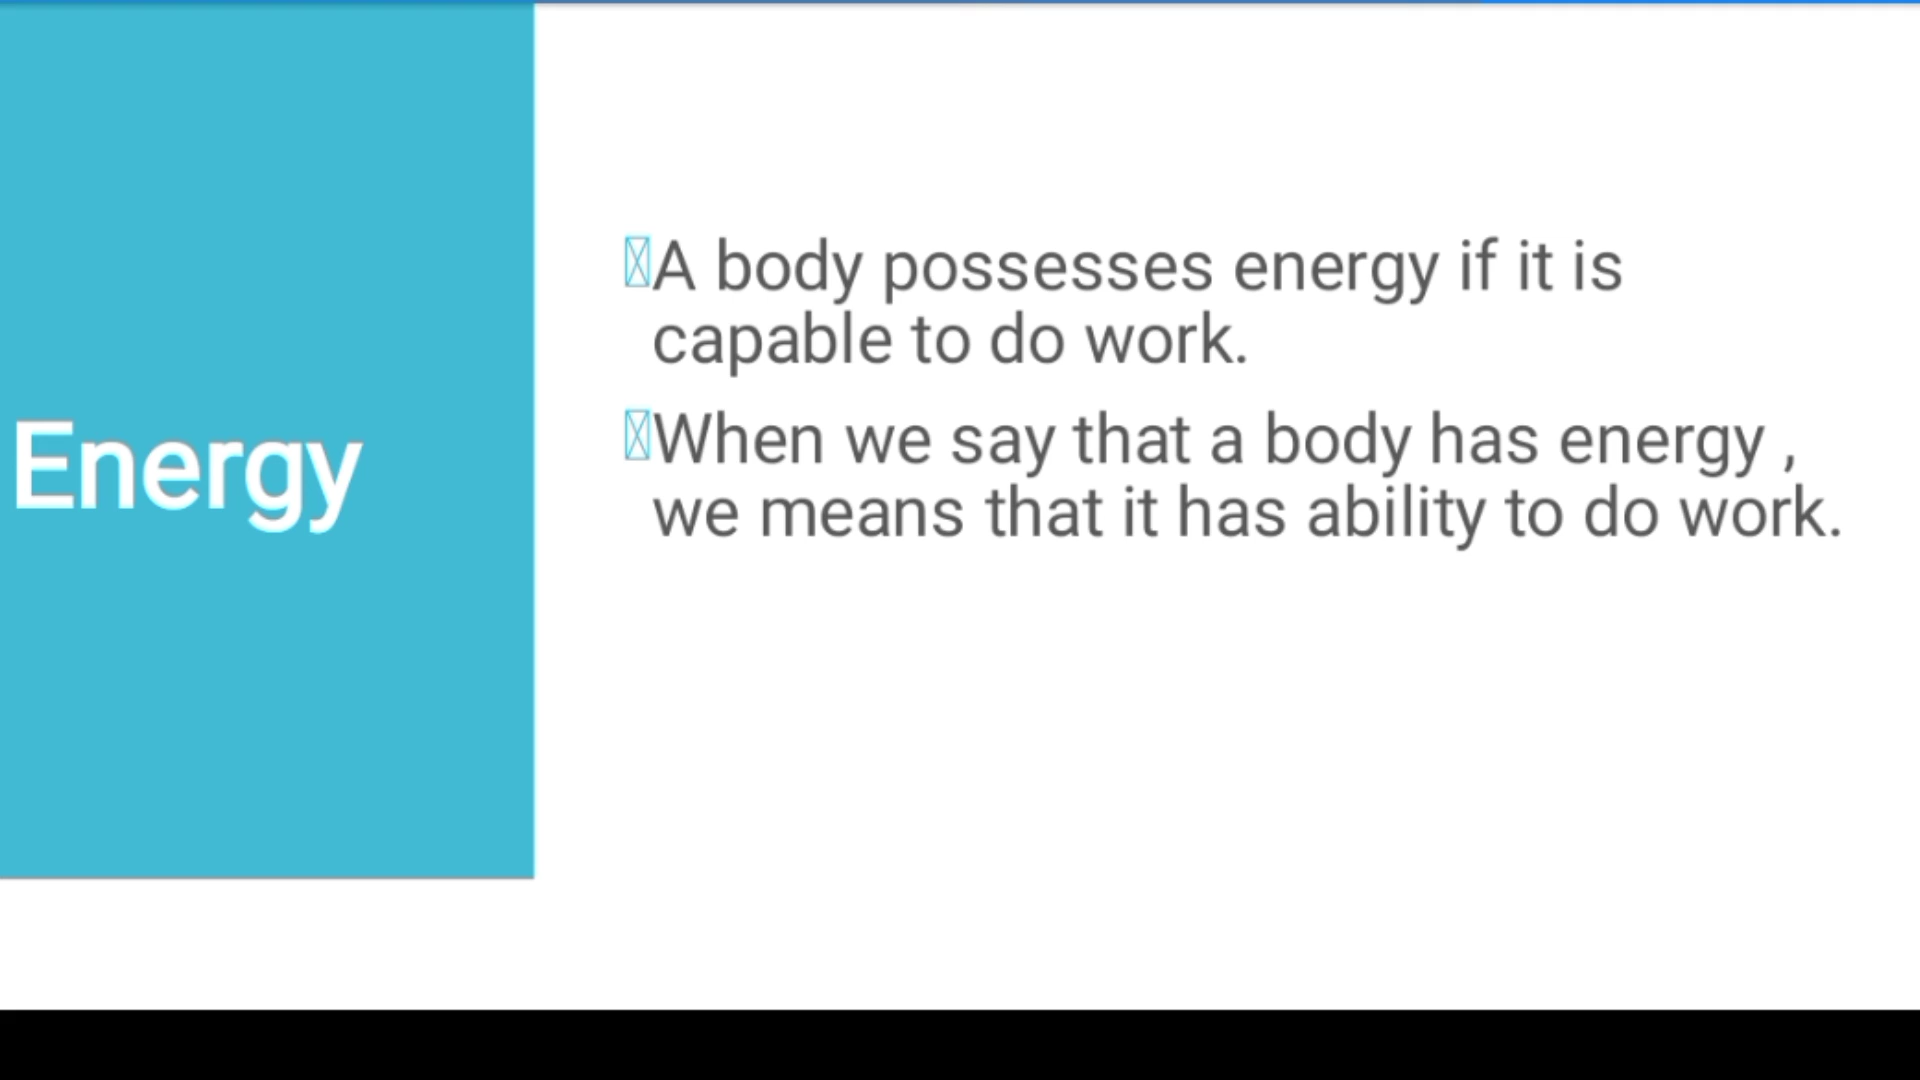 Energy
A body possesses energy if it is
capable to do work.
When we say that a body has energy ,
we means that it has ability to do work.